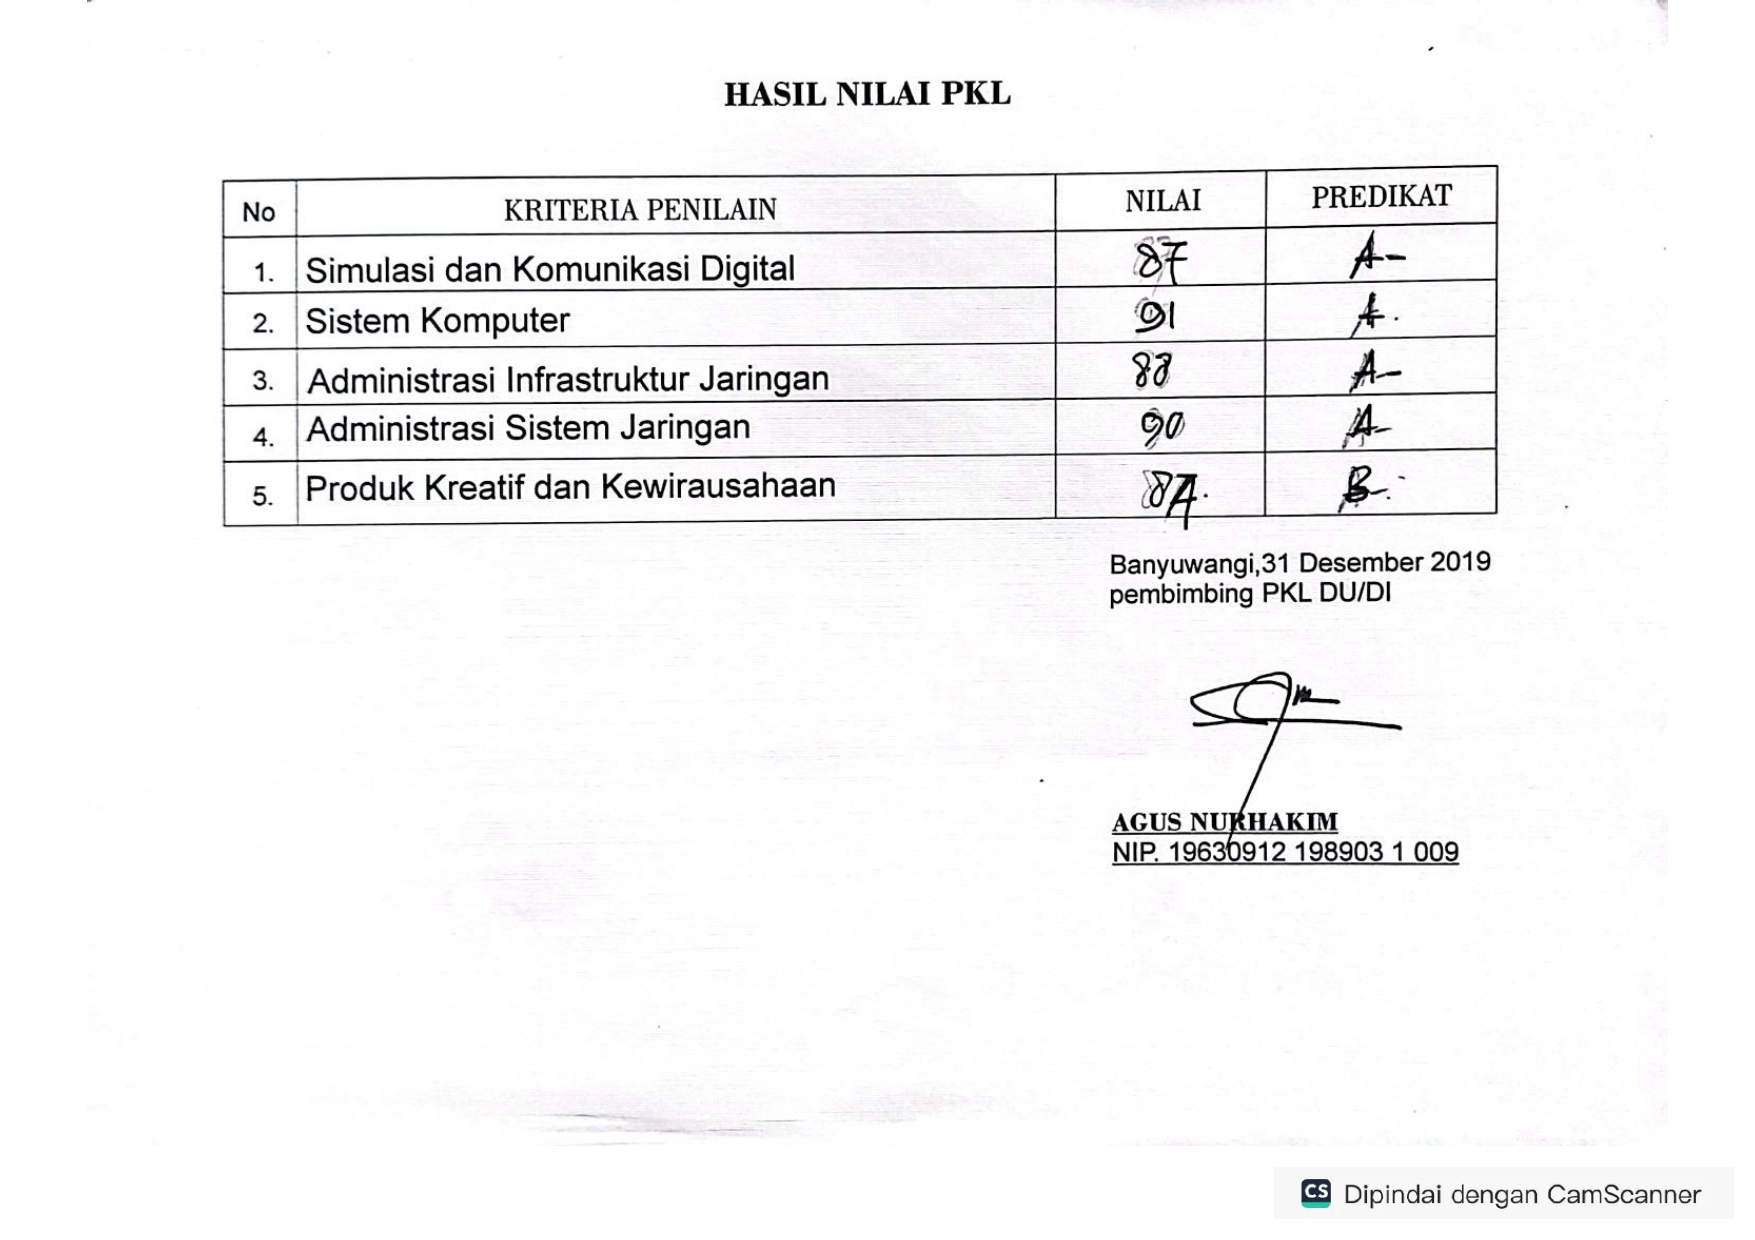 HASIL NILAI PKL
No KRITERIA PENILAIN NILAI PREDIKAT
1. Simulasi dan Komunikasi Digital 87 A-
2. Sistem Komputer 91 A.
3. Administrasi Infrastruktur Jaringan 88 A-
4. Administrasi Sistem Jaringan 90 A-
5. Produk Kreatif dan Kewirausahaan 84. B-.
Banyuwangi,31 Desember 2019
pembimbing PKL DU/DI
AGUS NURHAKIM
NIP. 19630912 198903 1 009
CS Dipindai dengan CamScanner